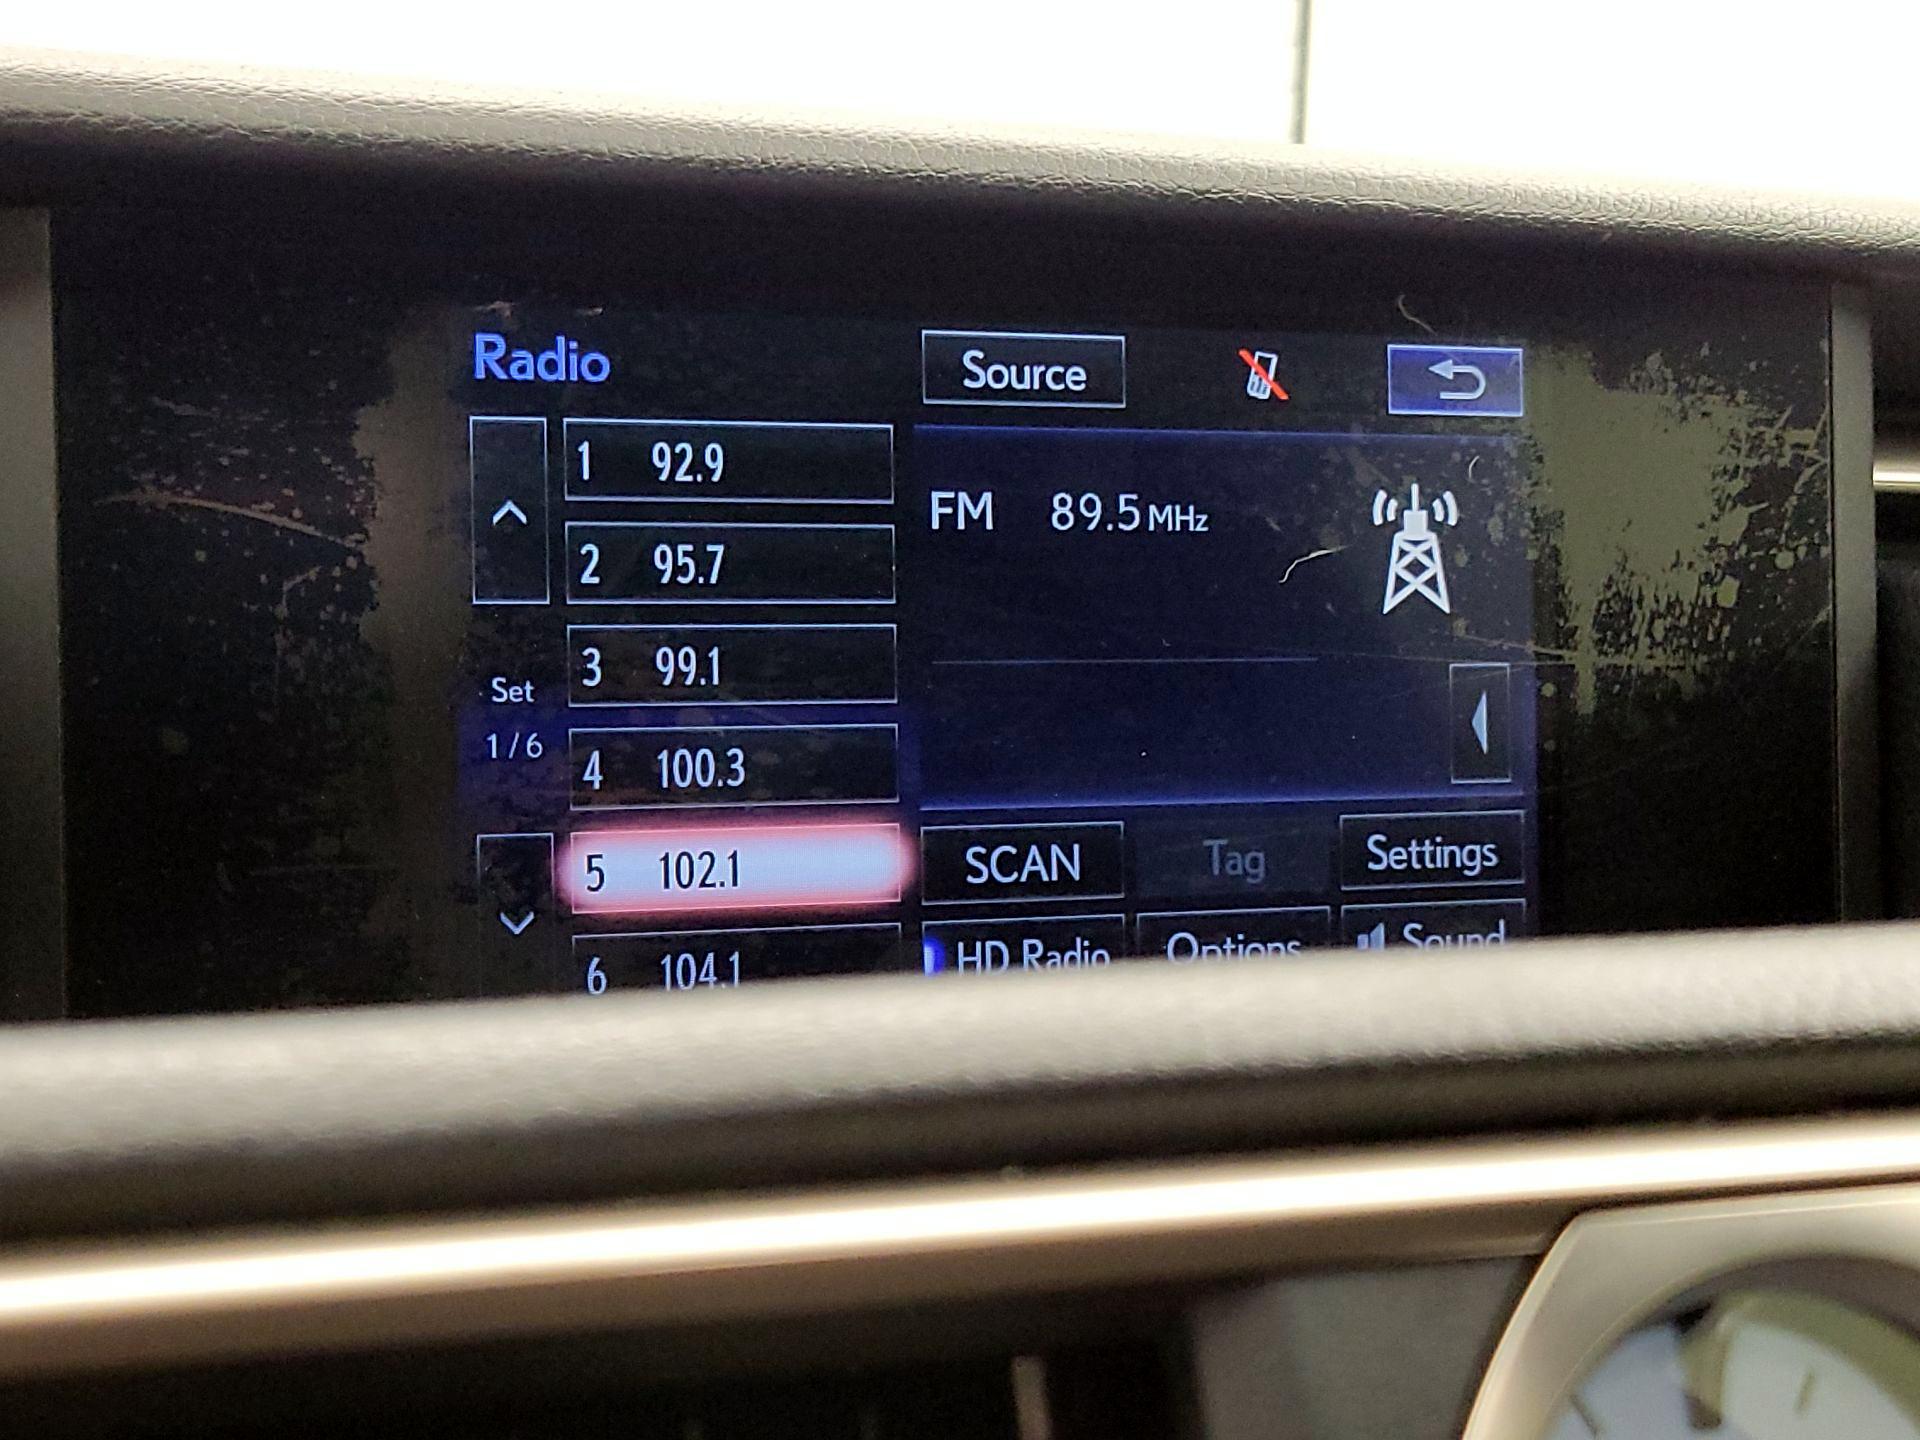 Radio
Source
1 92.9
2 95.7
3 99.1
4 100.3
5 102.1
6 104.1
Set
1/6
FM 89.5 MHz
SCAN
Tag
Settings
HD Radio
Options
Sound